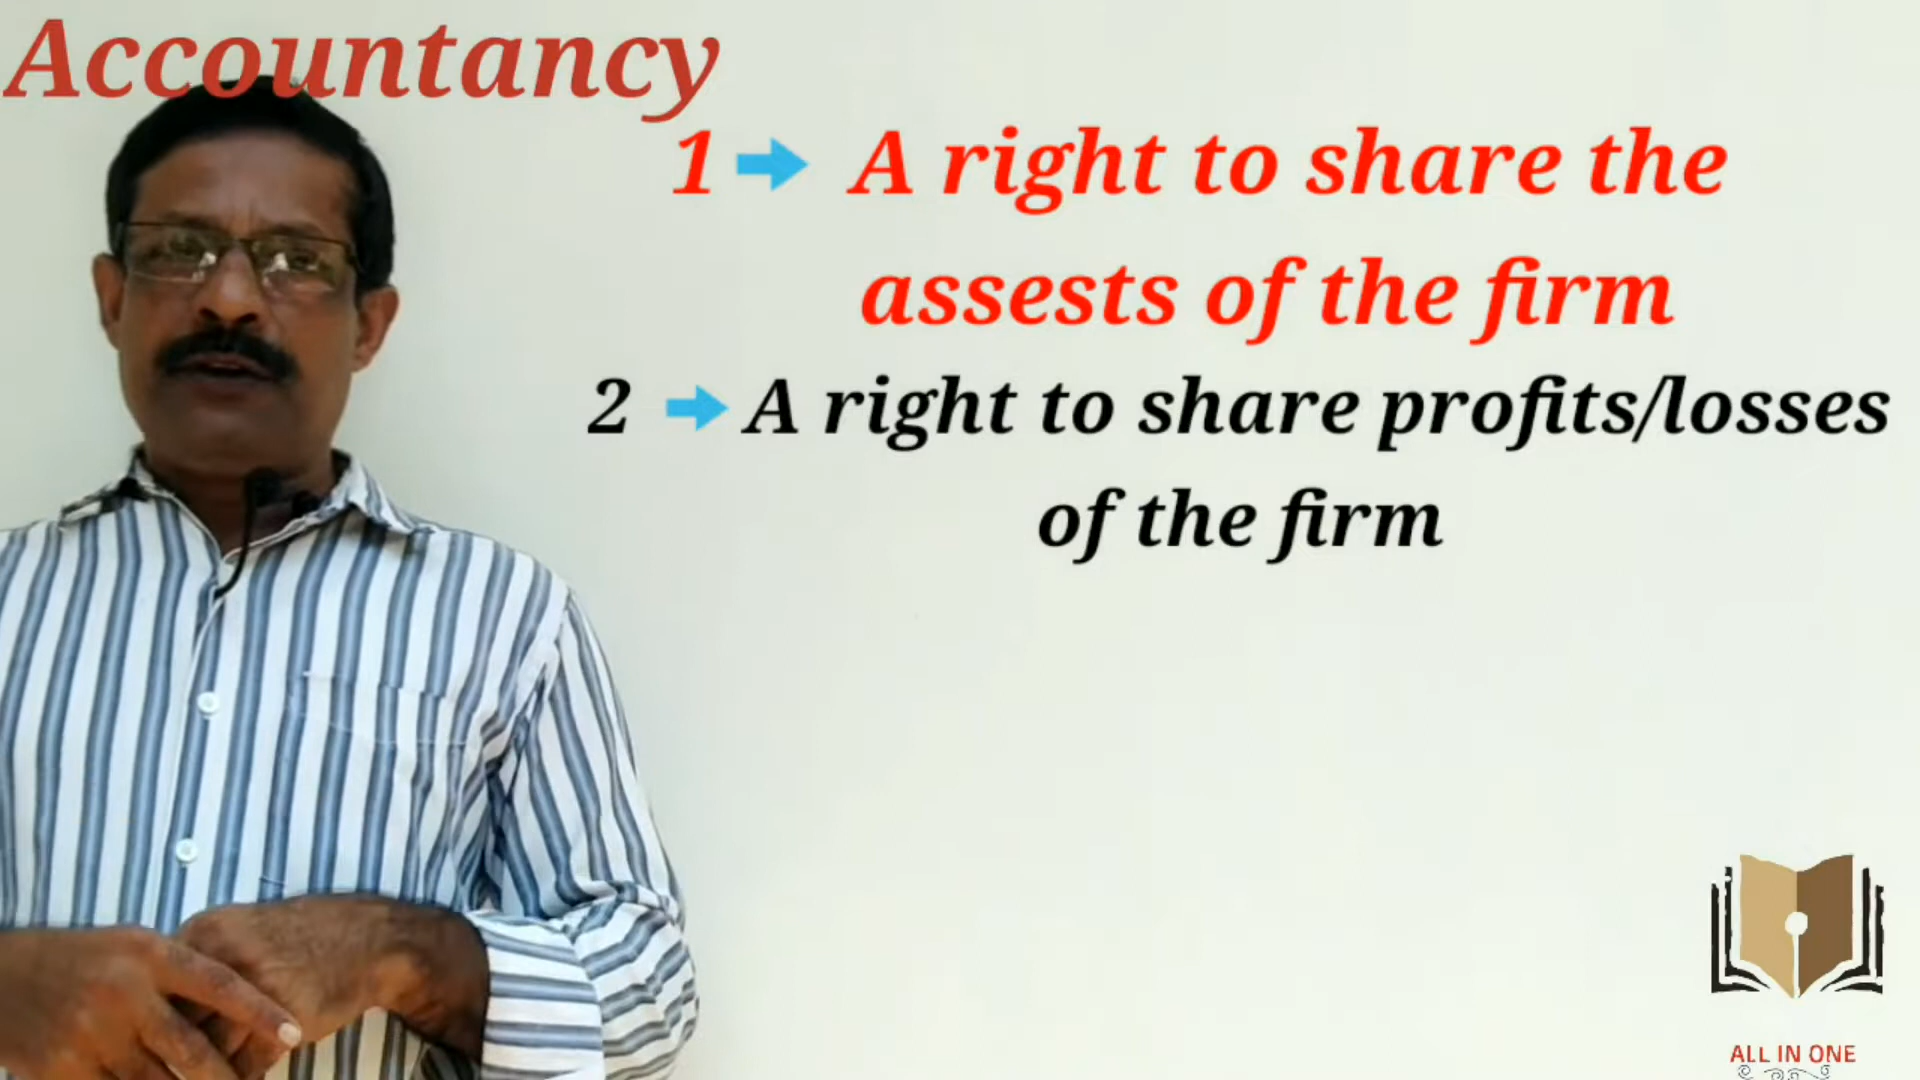 Accountancy
1 A right to share the
assests of the firm
2 A right to share profits/losses
of the firm
ALL IN ONE